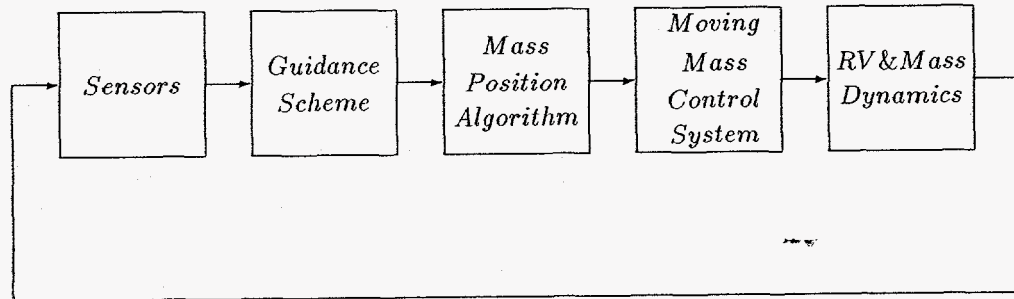 Sensors
Guidance
Scheme
Mass
Position
Algorithm
Moving
Mass
Control
System
RV&Mass
Dynamics